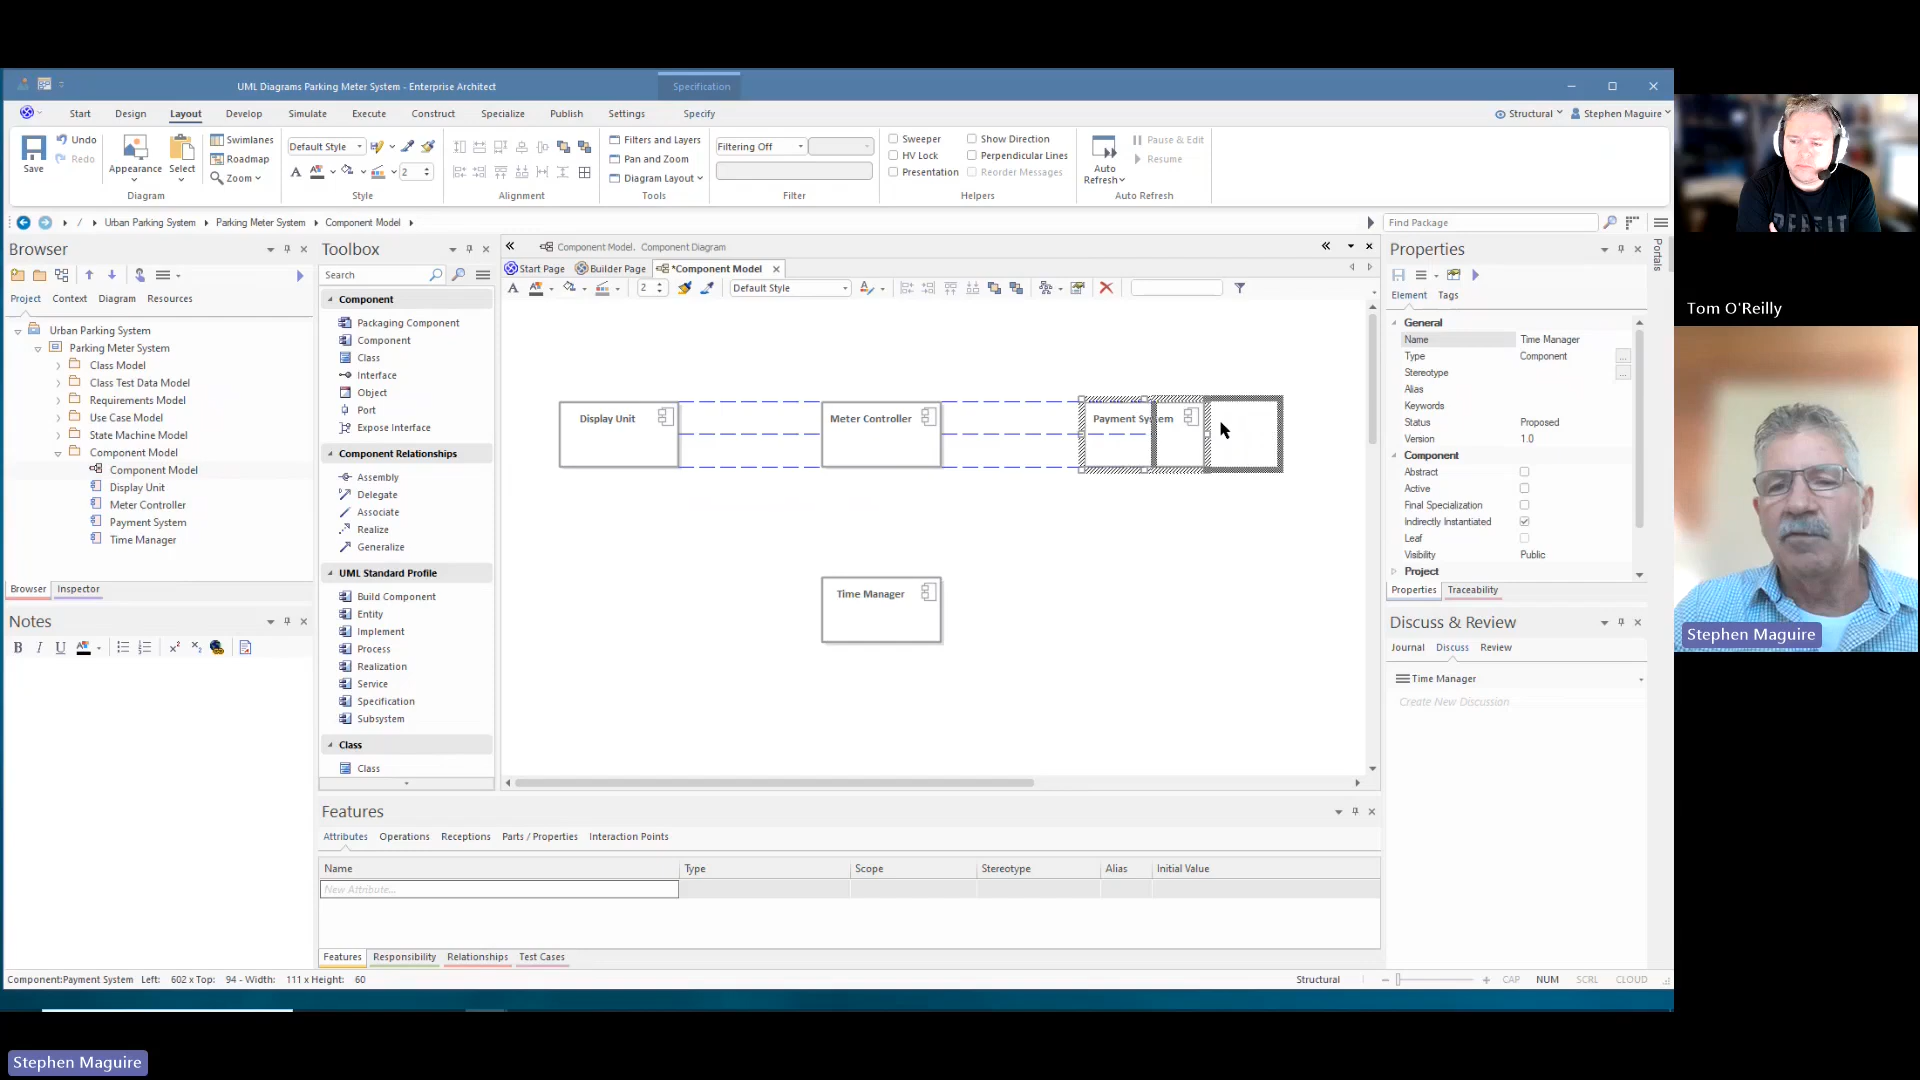 UML Diagrams Parking Meter System - Enterprise Architect
Specification
Start Design Layout Develop Simulate Execute Construct Specialize Publish Settings Specify
Structural Stephen Maguire
Save
Undo
Redo
Appearance
Select
Swimlanes
Roadmap
Zoom
Diagram
Default Style
2
Style
Alignment
Filters and Layers
Pan and Zoom
Diagram Layout
Tools
Filtering Off
Filter
Sweeper
HV Lock
Presentation
Show Direction
Perpendicular Lines
Reorder Messages
Helpers
Auto
Refresh
Pause & Edit
Resume
Auto Refresh
/ Urban Parking System Parking Meter System Component Model
Find Package
Portals
Browser
Project Context Diagram Resources
Urban Parking System
Parking Meter System
Class Model
Class Test Data Model
Requirements Model
Use Case Model
State Machine Model
Component Model
Component Model
Display Unit
Meter Controller
Payment System
Time Manager
Browser Inspector
Notes
B I U
Toolbox
Search
Component
Packaging Component
Component
Class
Interface
Object
Port
Expose Interface
Component Relationships
Assembly
Delegate
Associate
Realize
Generalize
UML Standard Profile
Build Component
Entity
Implement
Process
Realization
Service
Specification
Subsystem
Class
Class
Component Model. Component Diagram
Start Page Builder Page *Component Model
2
Default Style
Display Unit
Meter Controller
Payment System
Time Manager
Features
Attributes Operations Receptions Parts / Properties Interaction Points
Name Type Scope Stereotype Alias Initial Value
New Attribute...
Features Responsibility Relationships Test Cases
Properties
Element Tags
General
Name Time Manager
Type Component
Stereotype
Alias
Keywords
Status Proposed
Version 1.0
Component
Abstract
Active
Final Specialization
Indirectly Instantiated
Leaf
Visibility Public
Project
Properties Traceability
Discuss & Review
Journal Discuss Review
Time Manager
Create New Discussion
Component:Payment System Left: 602 x Top: 94 - Width: 111 x Height: 60
Structural
CAP NUM SCRL CLOUD
Tom O'Reilly
Stephen Maguire
Stephen Maguire